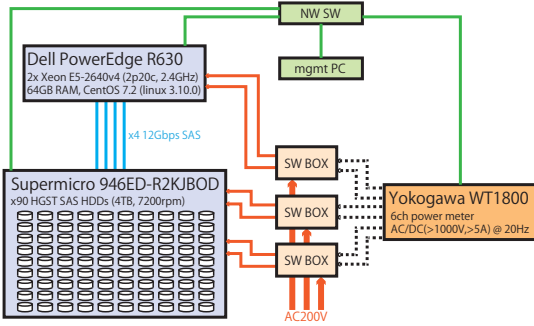 NW SW
Dell PowerEdge R630
2x Xeon E5-2640v4 (2p20c, 2.4GHz)
64GB RAM, CentOS 7.2 (linux 3.10.0)
mgmt PC
x4 12Gbps SAS
SW BOX
Supermicro 946ED-R2KJBOD
x90 HGST SAS HDDs (4TB, 7200rpm)
SW BOX
Yokogawa WT1800
6ch power meter
AC/DC(>1000V,>5A) @ 20Hz
SW BOX
AC200V